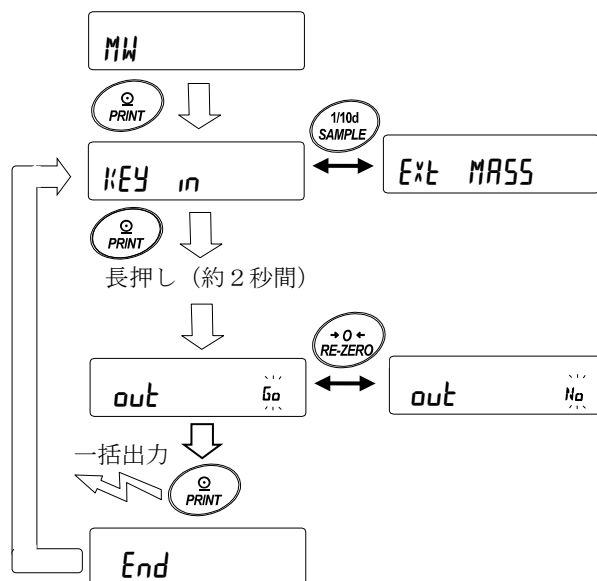 MW
PRINT
1/10d
SAMPLE
KEY in
Ext MASS
PRINT
長押し（約２秒間）
→0←
RE-ZERO
out Go
out No
一括出力
PRINT
End